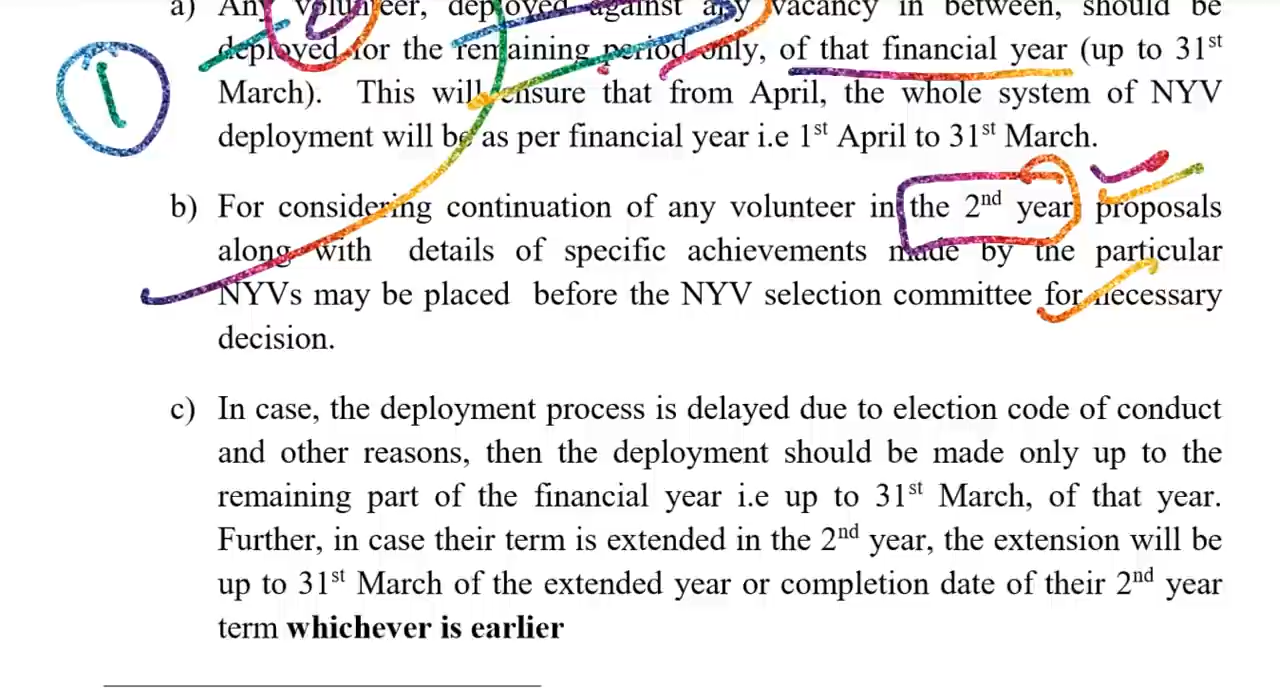 a) Any volunteer, deployed against any vacancy in between, should be
deployed for the remaining period only, of that financial year (up to 31st
March). This will ensure that from April, the whole system of NYV
deployment will be as per financial year i.e 1st April to 31st March.
b) For considering continuation of any volunteer in the 2nd year proposals
along with details of specific achievements made by the particular
NYVs may be placed before the NYV selection committee for necessary
decision.
c) In case, the deployment process is delayed due to election code of conduct
and other reasons, then the deployment should be made only up to the
remaining part of the financial year i.e up to 31st March, of that year.
Further, in case their term is extended in the 2nd year, the extension will be
up to 31st March of the extended year or completion date of their 2nd year
term whichever is earlier